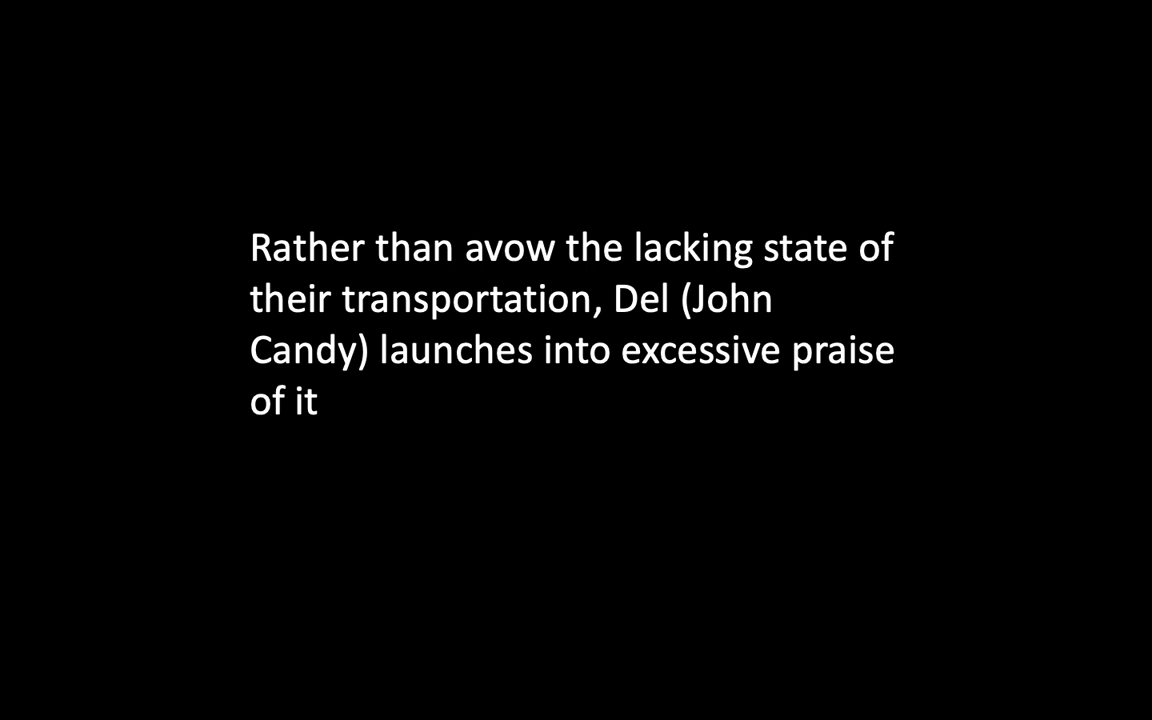 Rather than avow the lacking state of
their transportation, Del (John
Candy) launches into excessive praise
of it